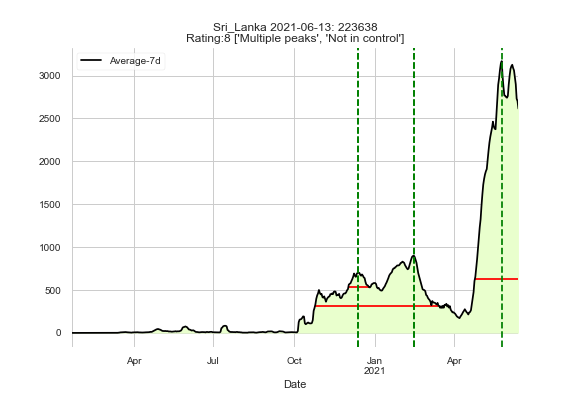 Sri_Lanka 2021-06-13: 223638
Rating:8 ['Multiple peaks', 'Not in control']
Average-7d
3000
2500
2000
1500
1000
500
0
Apr
Jul
Oct
Jan
2021
Apr
Date